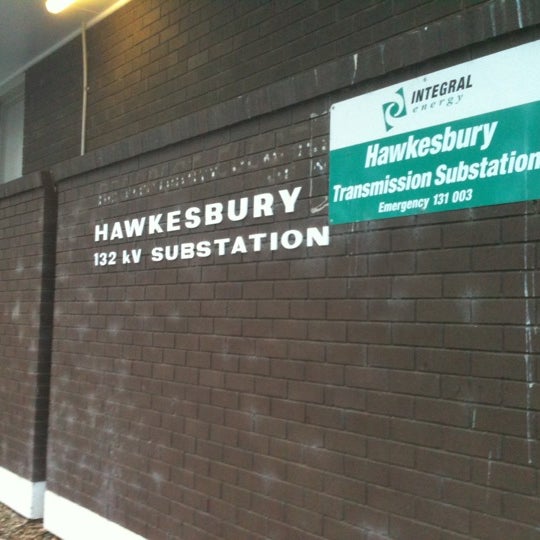 HAWKESBURY
132 kV SUBSTATION
INTEGRAL
energy
Hawkesbury
Transmission Substation
Emergency 131 003